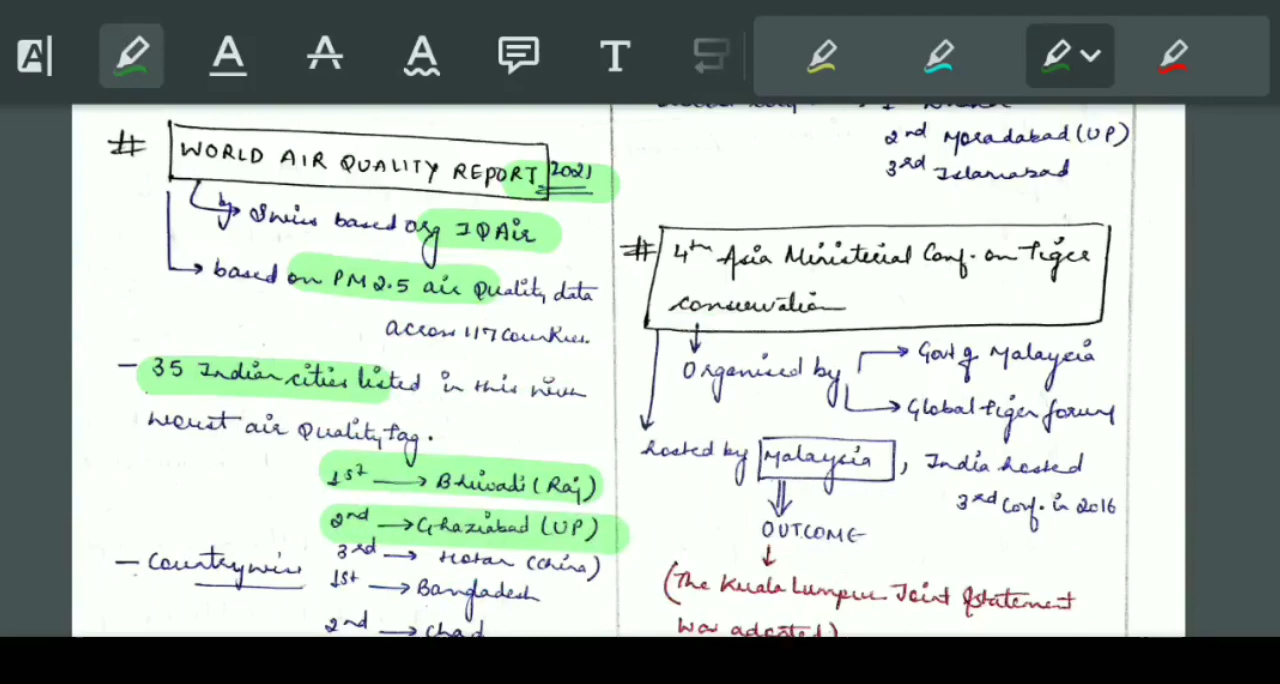 # WORLD AIR QUALITY REPORT 2021
by Swiss based org IQAir
based on PM 2.5 air Quality data
across 117 Countries.
- 35 Indian cities listed in this
worst air Quality tag.
1st → Bhiwadi (Raj)
2nd → Ghaziabad (UP)
3rd → Hotan (China)
- Countrywise 1st → Bangladesh
2nd → Chad
2nd Moradabad (UP)
3rd Islamabad
# 4th Asia Ministerial Conf. on Tiger
conservation
Organised by → Govt of Malaysia
→ Global tiger forum
hosted by Malaysia, India hosted
3rd Conf. in 2016
OUTCOME
(The Kuala Lumpur Joint Statement
was adopted)